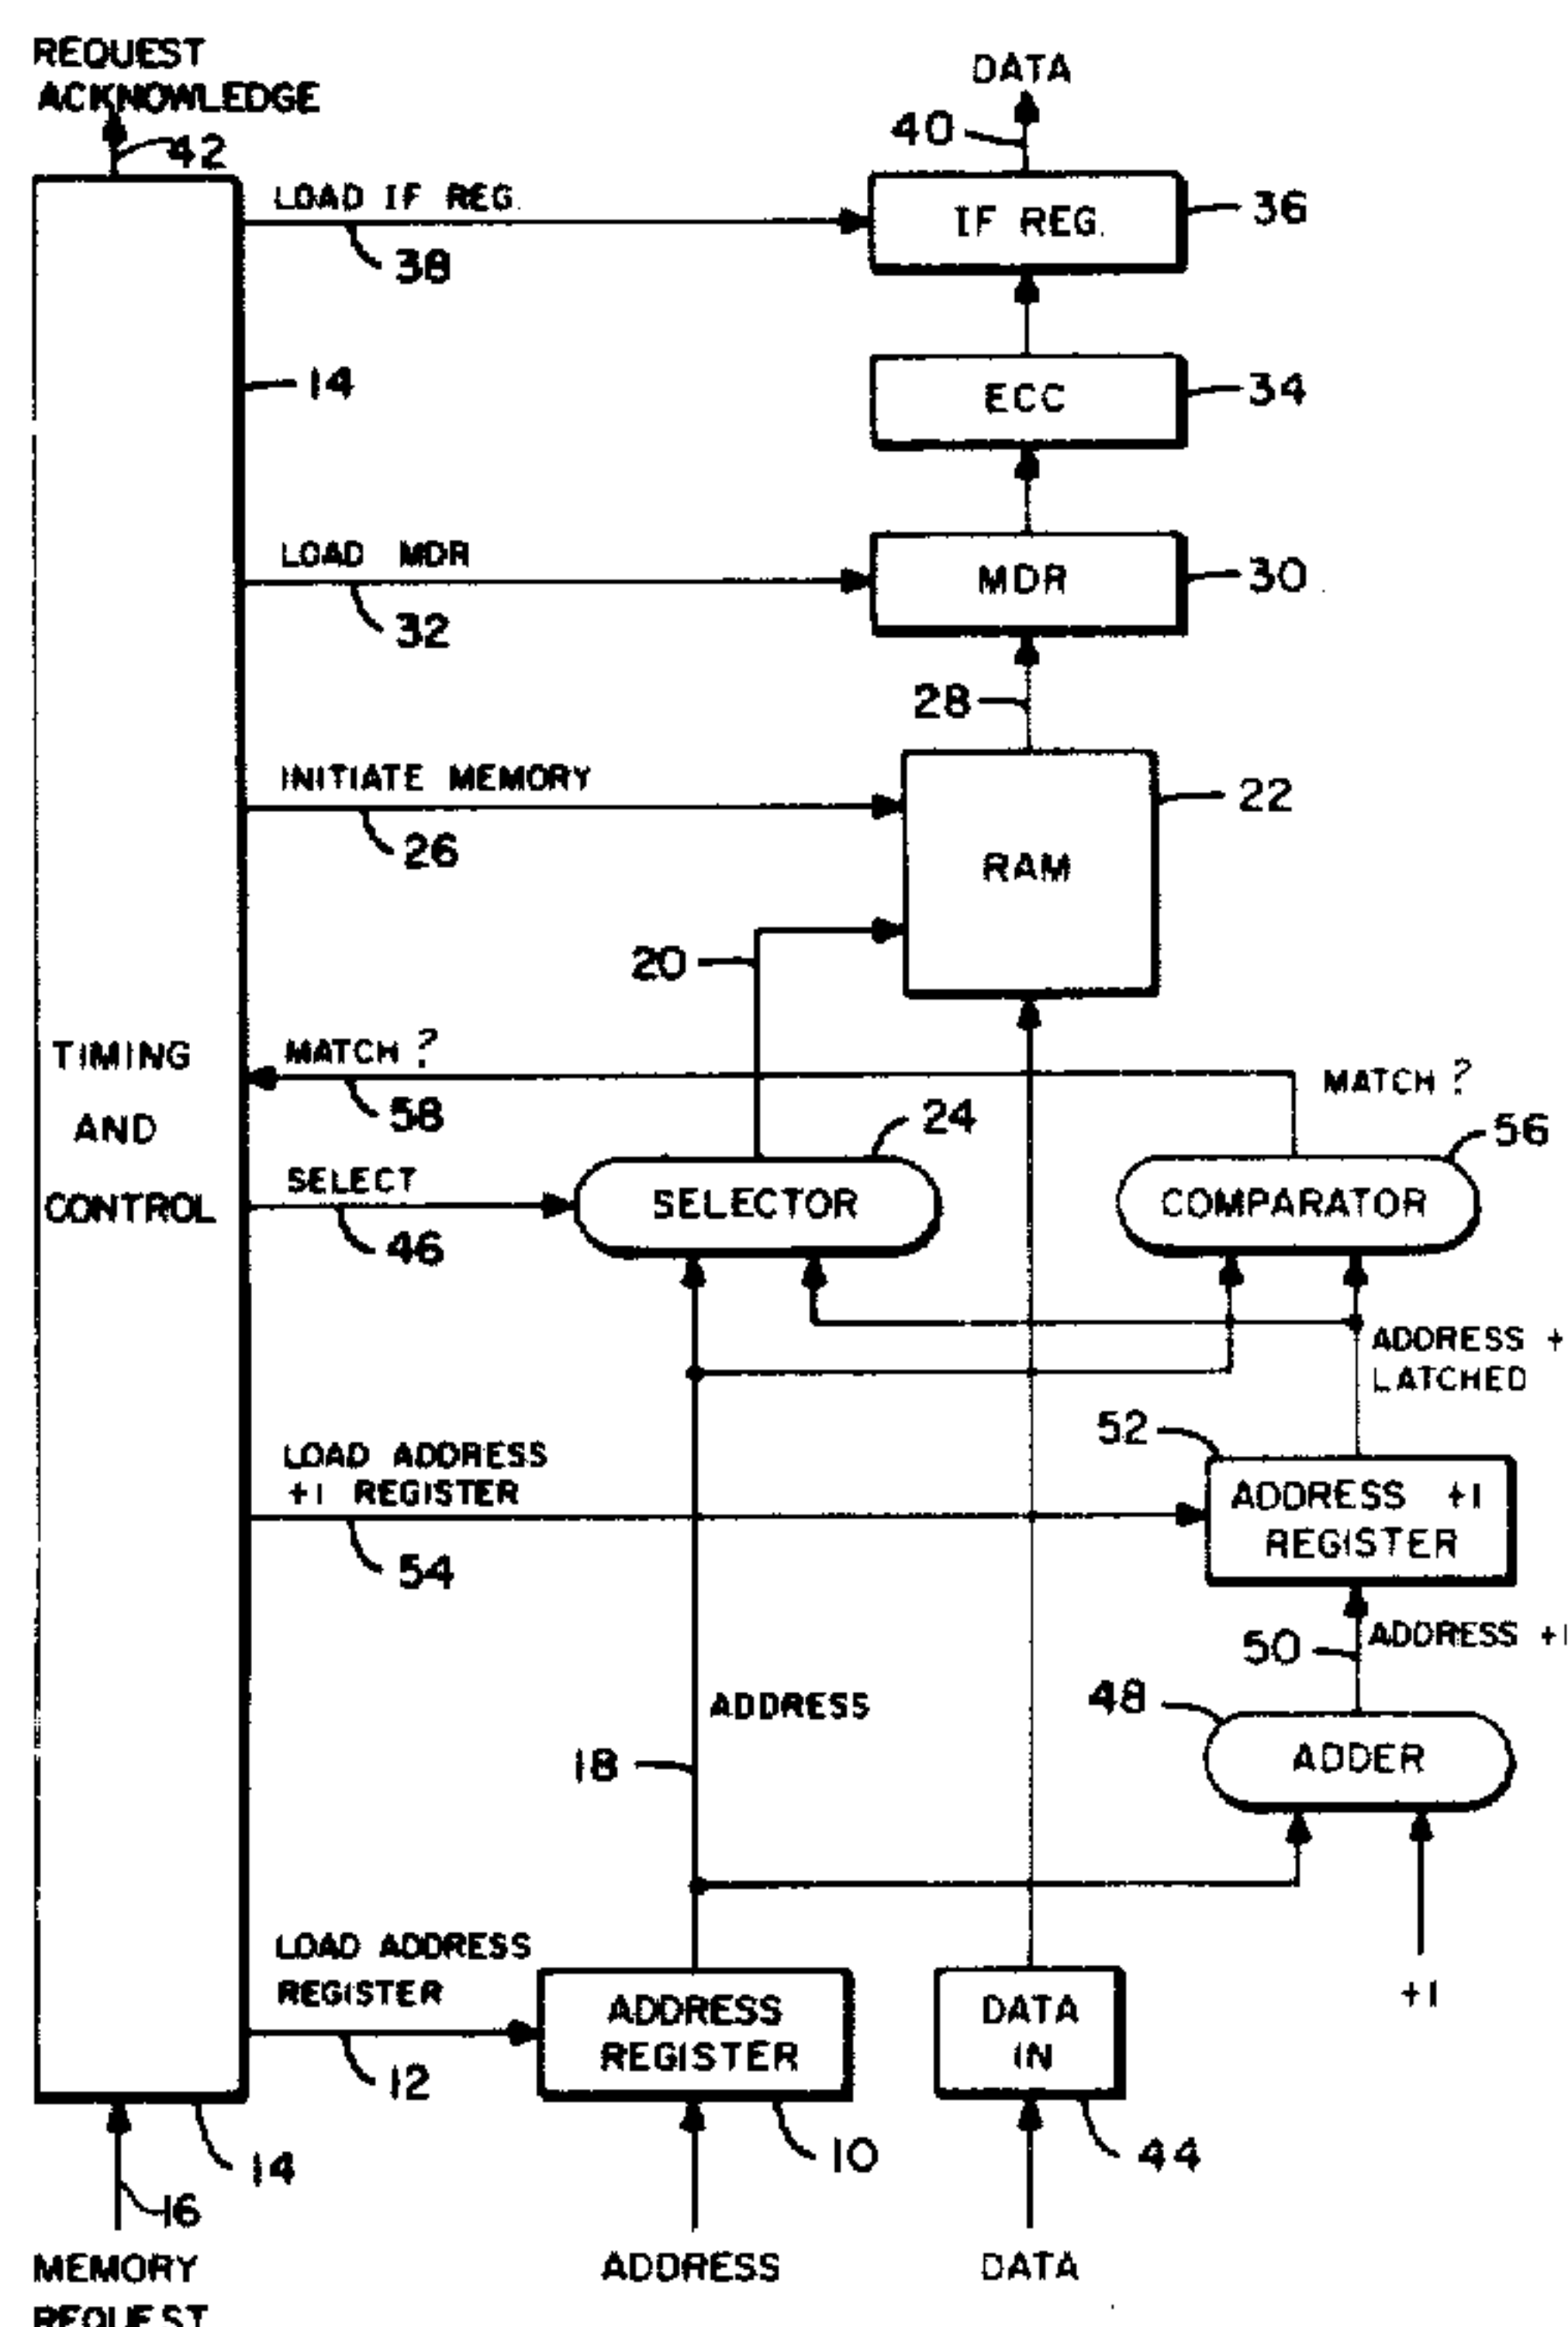 REQUEST
ACKNOWLEDGE
42
DATA
40
LOAD IF REG.
38
IF REG.
36
14
ECC
34
LOAD MDR
32
MDR
30
28
INITIATE MEMORY
26
RAM
22
20
TIMING
AND
CONTROL
MATCH ?
58
MATCH ?
24
56
SELECT
46
SELECTOR
COMPARATOR
ADDRESS +
LATCHED
52
LOAD ADDRESS
+1 REGISTER
54
ADDRESS +1
REGISTER
50
ADDRESS +1
48
ADDRESS
18
ADDER
+1
LOAD ADDRESS
REGISTER
12
ADDRESS
REGISTER
DATA
IN
10
44
14
16
MEMORY
REQUEST
ADDRESS
DATA